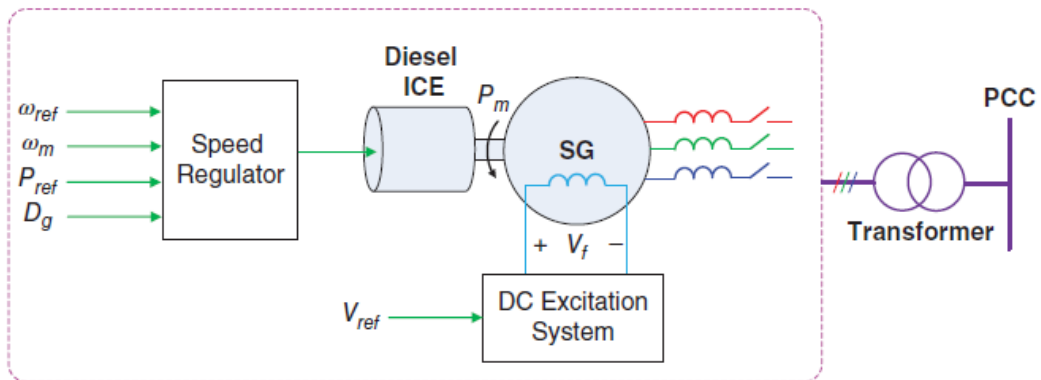 Diesel
ICE
ω_ref
ω_m
P_ref
D_g
Speed
Regulator
P_m
SG
+ V_f −
V_ref
DC Excitation
System
Transformer
PCC